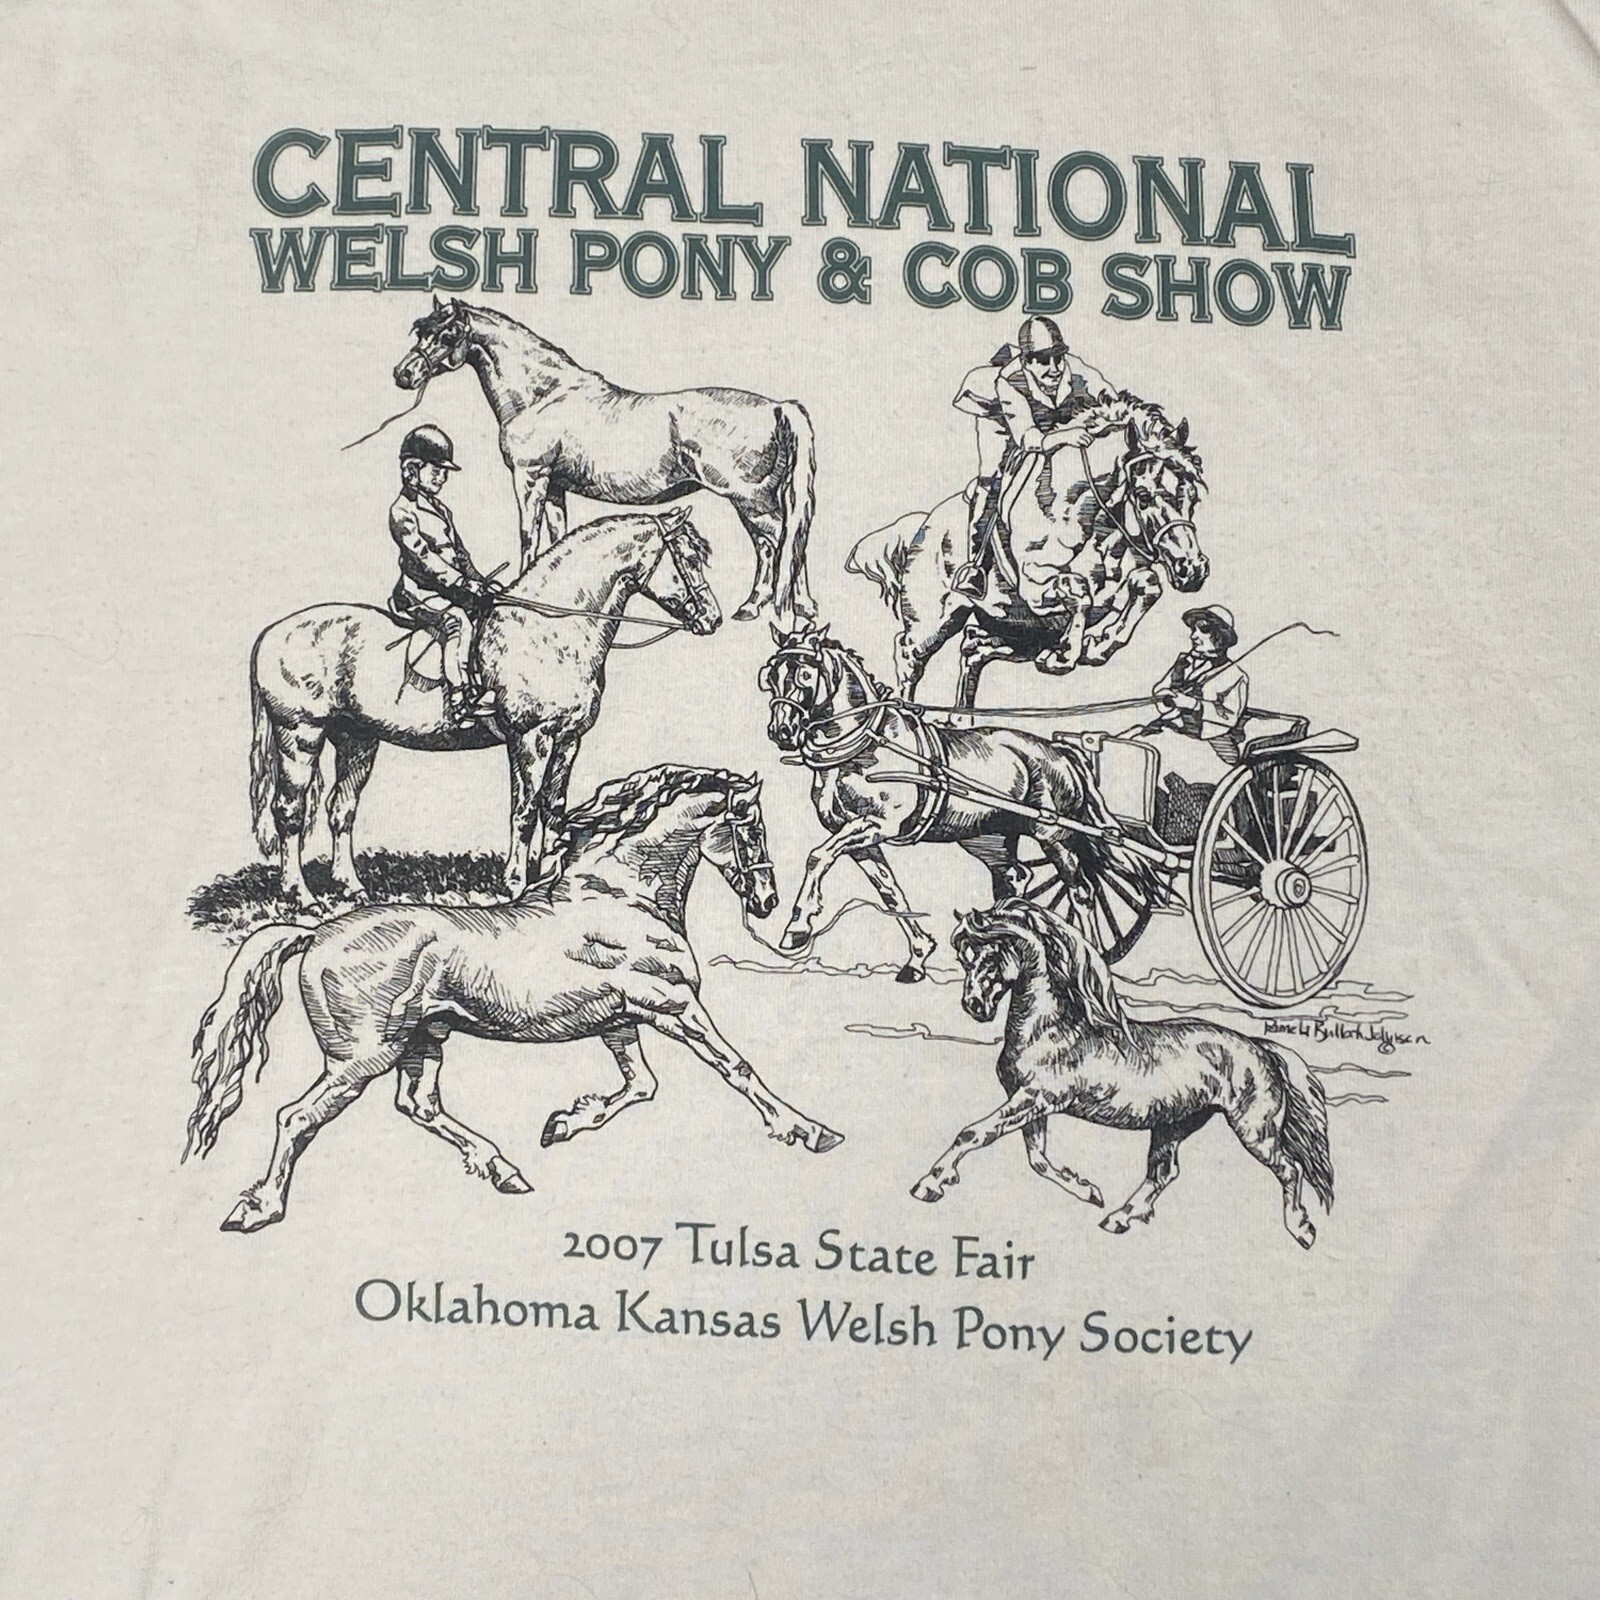 CENTRAL NATIONAL
WELSH PONY & COB SHOW
2007 Tulsa State Fair
Oklahoma Kansas Welsh Pony Society